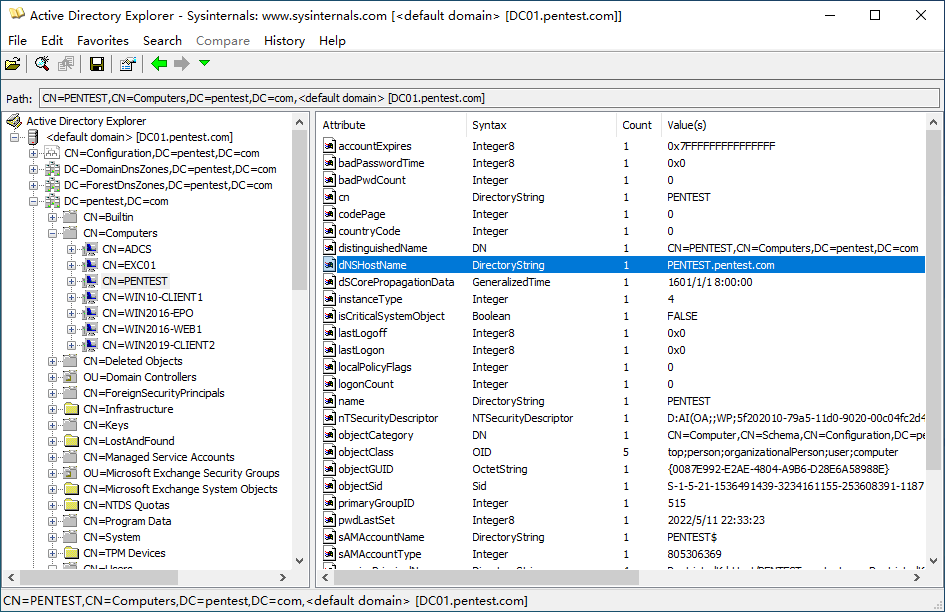 Active Directory Explorer - Sysinternals: www.sysinternals.com [<default domain> [DC01.pentest.com]]
File Edit Favorites Search Compare History Help
Path: CN=PENTEST,CN=Computers,DC=pentest,DC=com,<default domain> [DC01.pentest.com]
Active Directory Explorer
<default domain> [DC01.pentest.com]
CN=Configuration,DC=pentest,DC=com
DC=DomainDnsZones,DC=pentest,DC=com
DC=ForestDnsZones,DC=pentest,DC=com
DC=pentest,DC=com
CN=Builtin
CN=Computers
CN=ADCS
CN=EXC01
CN=PENTEST
CN=WIN10-CLIENT1
CN=WIN2016-EPO
CN=WIN2016-WEB1
CN=WIN2019-CLIENT2
CN=Deleted Objects
OU=Domain Controllers
CN=ForeignSecurityPrincipals
CN=Infrastructure
CN=Keys
CN=LostAndFound
CN=Managed Service Accounts
OU=Microsoft Exchange Security Groups
CN=Microsoft Exchange System Objects
CN=NTDS Quotas
CN=Program Data
CN=System
CN=TPM Devices
Attribute Syntax Count Value(s)
accountExpires Integer8 1 0x7FFFFFFFFFFFFFFF
badPasswordTime Integer8 1 0x0
badPwdCount Integer 1 0
cn DirectoryString 1 PENTEST
codePage Integer 1 0
countryCode Integer 1 0
distinguishedName DN 1 CN=PENTEST,CN=Computers,DC=pentest,DC=com
dNSHostName DirectoryString 1 PENTEST.pentest.com
dSCorePropagationData GeneralizedTime 1 1601/1/1 8:00:00
instanceType Integer 1 4
isCriticalSystemObject Boolean 1 FALSE
lastLogoff Integer8 1 0x0
lastLogon Integer8 1 0x0
localPolicyFlags Integer 1 0
logonCount Integer 1 0
name DirectoryString 1 PENTEST
nTSecurityDescriptor NTSecurityDescriptor 1 D:AI(OA;;WP;5f202010-79a5-11d0-9020-00c04fc2d4
objectCategory DN 1 CN=Computer,CN=Schema,CN=Configuration,DC=pe
objectClass OID 5 top;person;organizationalPerson;user;computer
objectGUID OctetString 1 {0087E992-E2AE-4804-A9B6-D28E6A58988E}
objectSid Sid 1 S-1-5-21-1536491439-3234161155-253608391-1187
primaryGroupID Integer 1 515
pwdLastSet Integer8 1 2022/5/11 22:33:23
sAMAccountName DirectoryString 1 PENTEST$
sAMAccountType Integer 1 805306369
CN=PENTEST,CN=Computers,DC=pentest,DC=com,<default domain> [DC01.pentest.com]